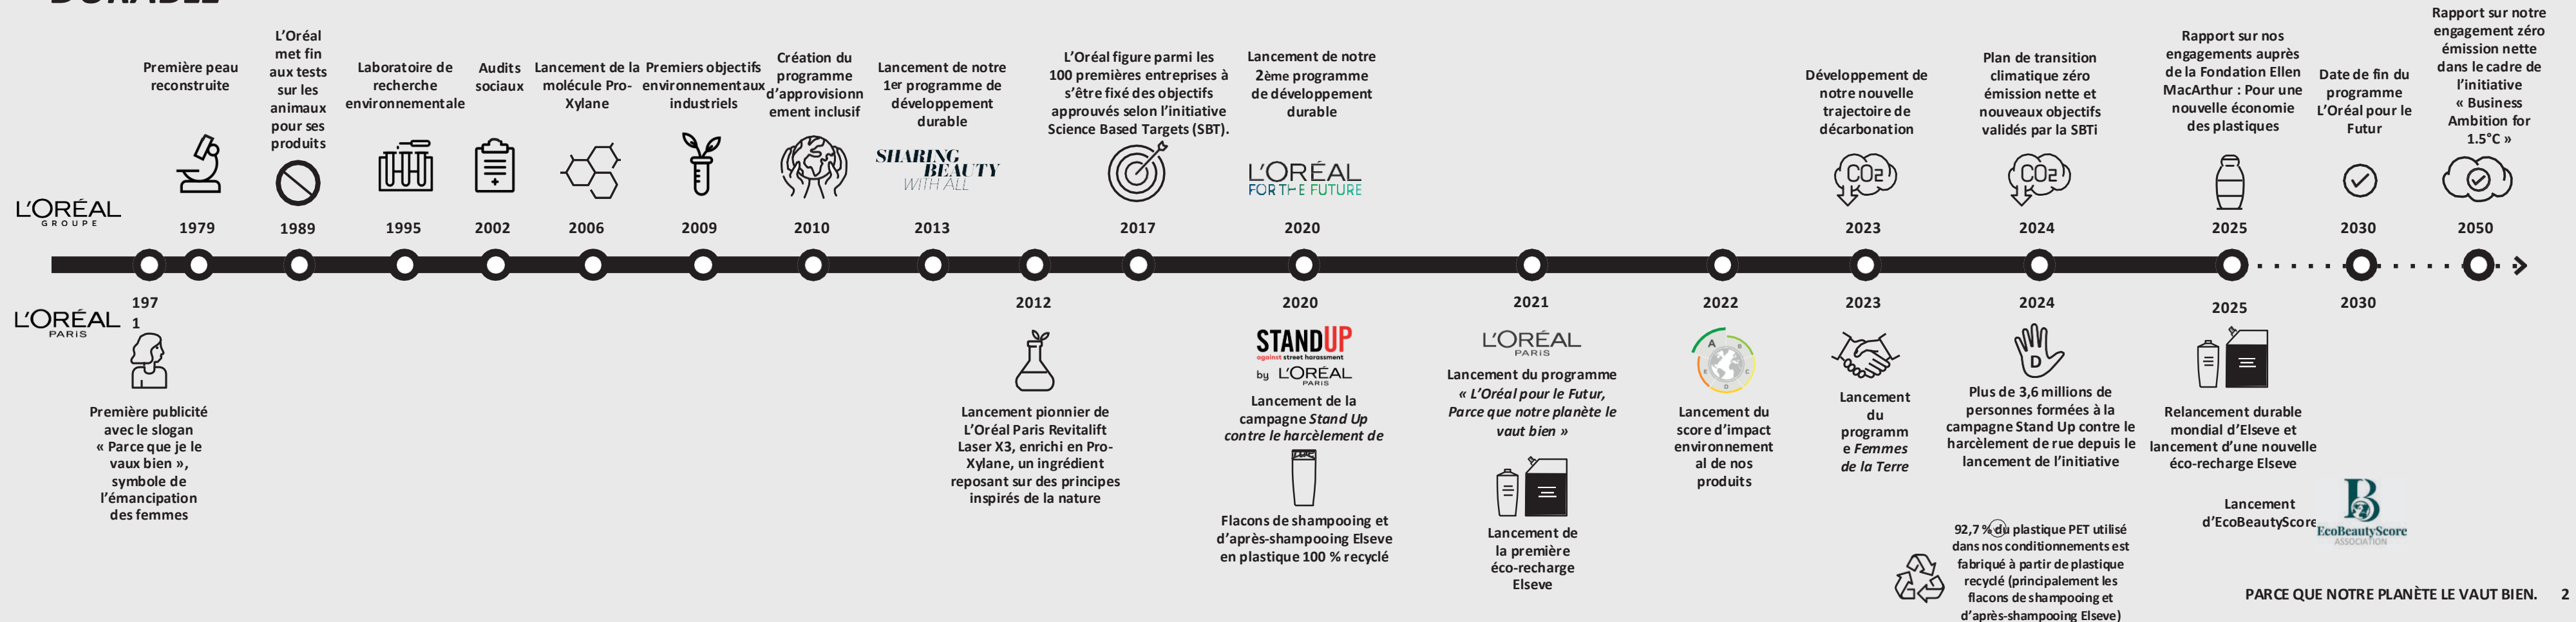 DURABLE
L'ORÉAL
GROUPE
Première peau
reconstruite
1979
L'Oréal
met fin
aux tests
sur les
animaux
pour ses
produits
1989
Laboratoire de
recherche
environnementale
1995
Audits
sociaux
2002
Lancement de la
molécule Pro-
Xylane
2006
Premiers objectifs
environnementaux
industriels
2009
Création du
programme
d'approvisionn
ement inclusif
2010
Lancement de notre
1er programme de
développement
durable
SHARING
BEAUTY
WITH ALL
2013
L'Oréal figure parmi les
100 premières entreprises à
s'être fixé des objectifs
approuvés selon l'initiative
Science Based Targets (SBT).
2017
Lancement de notre
2ème programme
de développement
durable
L'ORÉAL
FOR THE FUTURE
2020
Développement de
notre nouvelle
trajectoire de
décarbonation
CO2
2023
Plan de transition
climatique zéro
émission nette et
nouveaux objectifs
validés par la SBTi
CO2
2024
Rapport sur nos
engagements auprès
de la Fondation Ellen
MacArthur : Pour une
nouvelle économie
des plastiques
2025
Date de fin du
programme
L'Oréal pour le
Futur
2030
Rapport sur notre
engagement zéro
émission nette
dans le cadre de
l'initiative
« Business
Ambition for
1.5°C »
2050
L'ORÉAL
PARIS
197
1
Première publicité
avec le slogan
« Parce que je le
vaux bien »,
symbole de
l'émancipation
des femmes
2012
Lancement pionnier de
L'Oréal Paris Revitalift
Laser X3, enrichi en Pro-
Xylane, un ingrédient
reposant sur des principes
inspirés de la nature
2020
STANDUP
against street harassment
by L'ORÉAL
PARIS
Lancement de la
campagne Stand Up
contre le harcèlement de
Flacons de shampooing et
d'après-shampooing Elseve
en plastique 100 % recyclé
2021
L'ORÉAL
PARIS
Lancement du programme
« L'Oréal pour le Futur,
Parce que notre planète le
vaut bien »
Lancement de
la première
éco-recharge
Elseve
2022
A
B
C
D
E
Lancement du
score d'impact
environnement
al de nos
produits
2023
Lancement
du
programm
e Femmes
de la Terre
2024
D
Plus de 3,6 millions de
personnes formées à la
campagne Stand Up contre le
harcèlement de rue depuis le
lancement de l'initiative
92,7 % du plastique PET utilisé
dans nos conditionnements est
fabriqué à partir de plastique
recyclé (principalement les
flacons de shampooing et
d'après-shampooing Elseve)
2025
Relancement durable
mondial d'Elseve et
lancement d'une nouvelle
éco-recharge Elseve
Lancement
d'EcoBeautyScore
B
EcoBeautyScore
ASSOCIATION
2030
PARCE QUE NOTRE PLANÈTE LE VAUT BIEN. 2